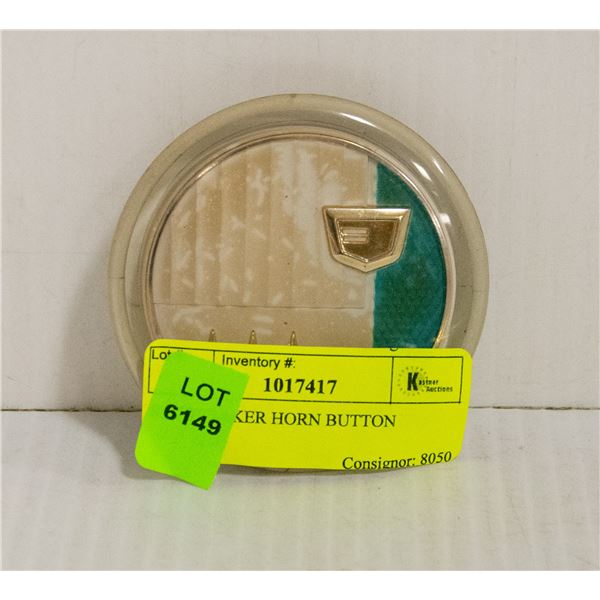 Lot
Inventory #:
1017417
Kastner
Auctions
LOT
6149
KER HORN BUTTON
Consignor: 8050